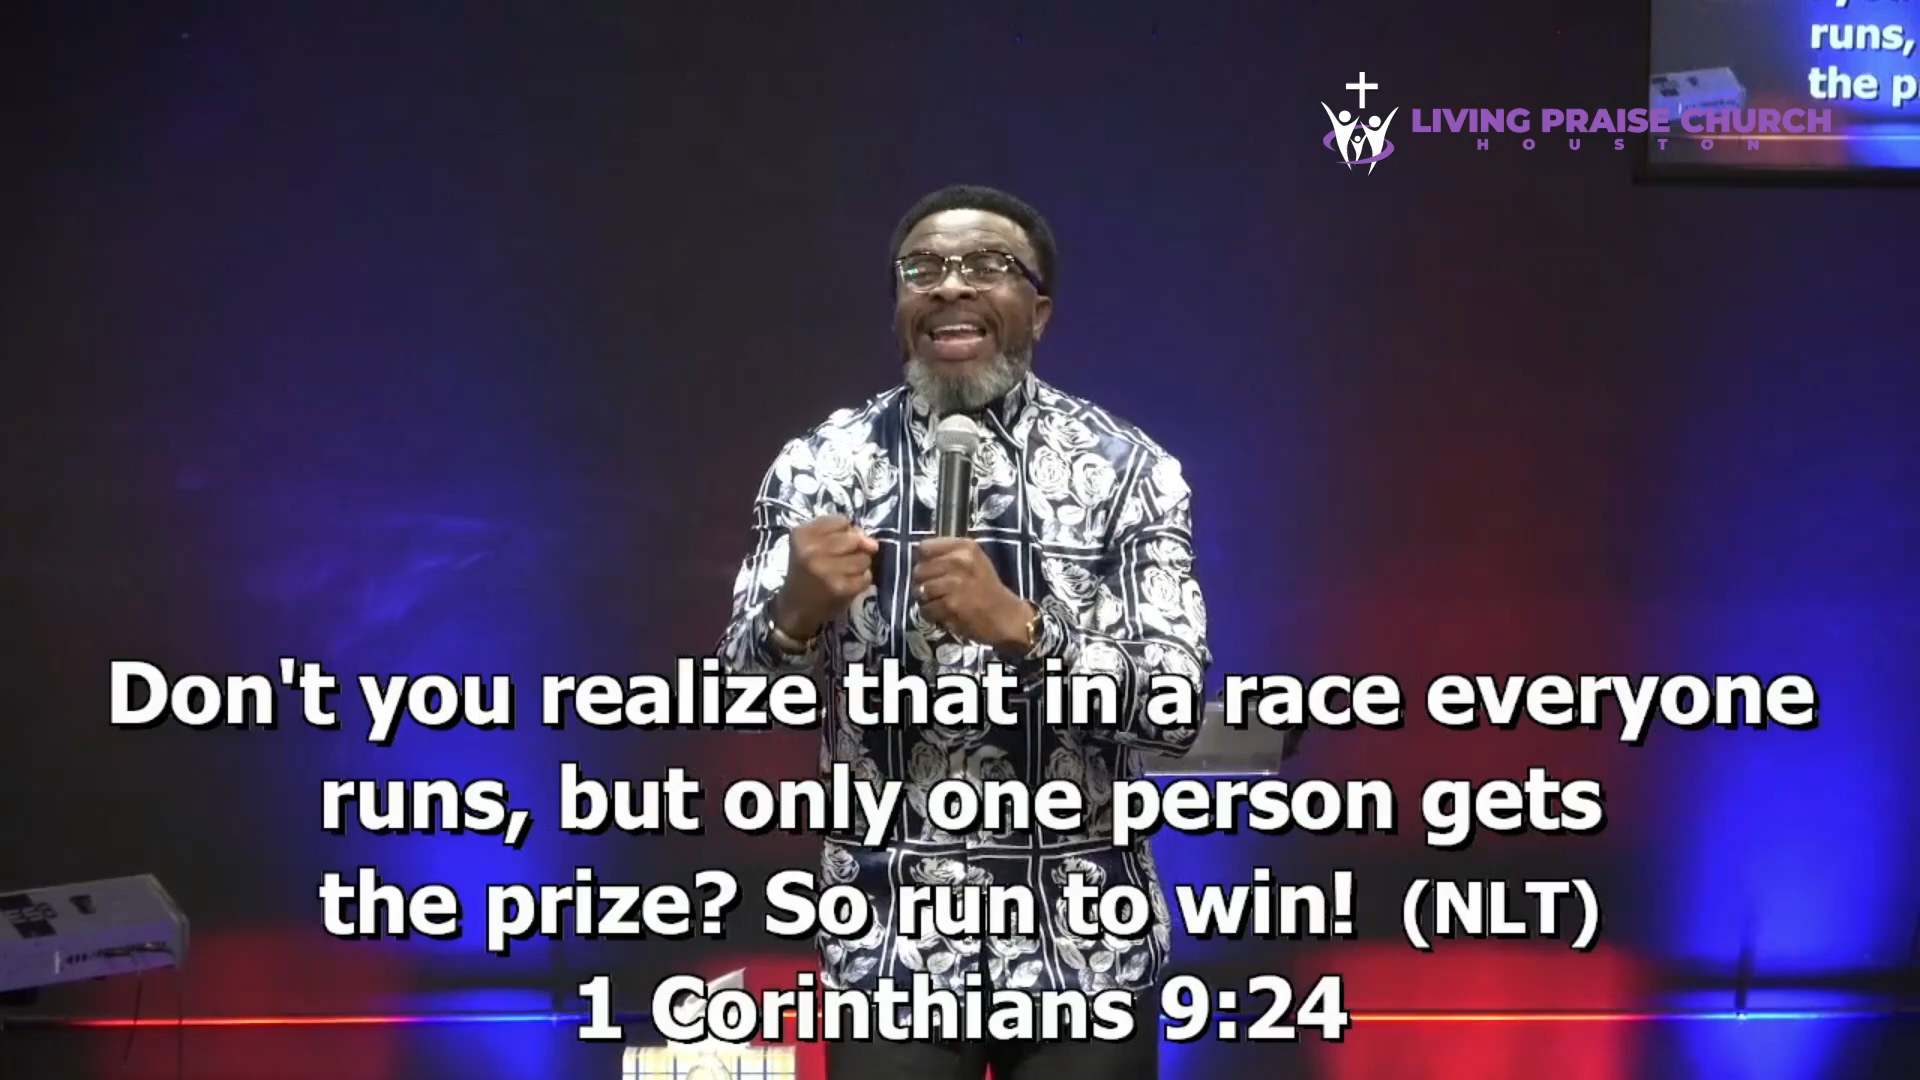 runs,
the p
LIVING PRAISE CHURCH
HOUSTON
Don't you realize that in a race everyone
runs, but only one person gets
the prize? So run to win! (NLT)
1 Corinthians 9:24